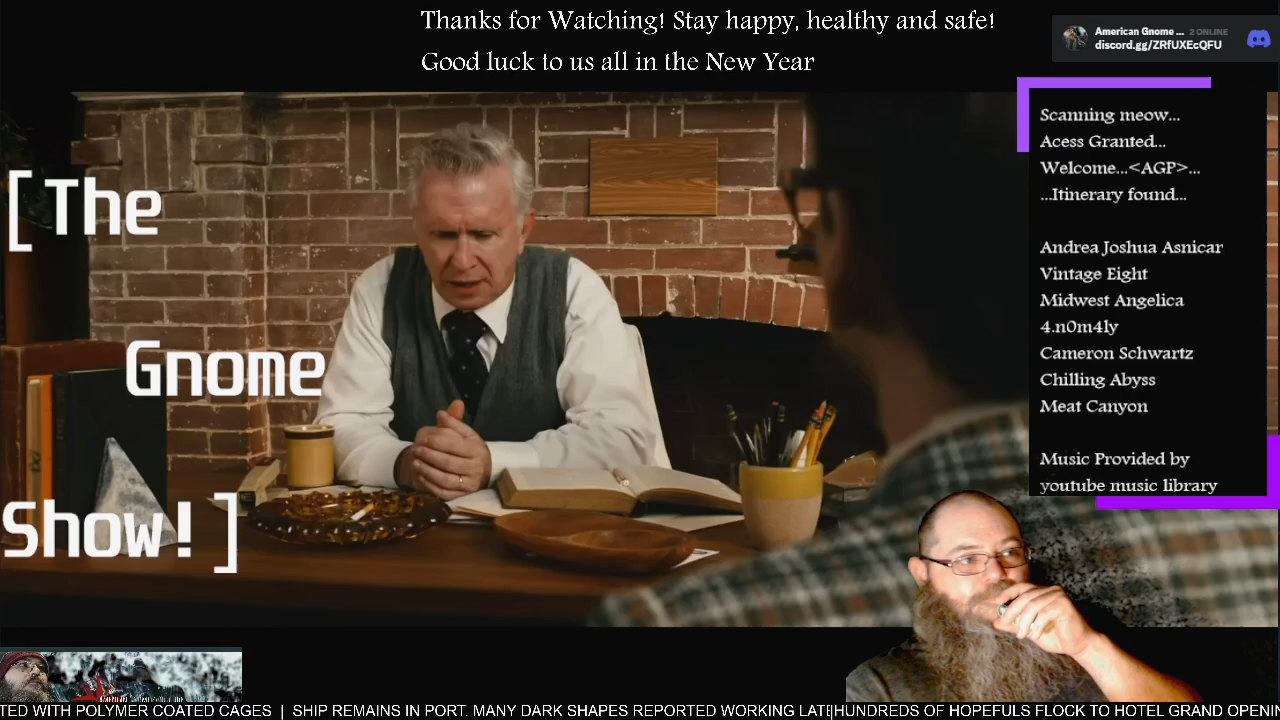 Thanks for Watching! Stay happy, healthy and safe!
Good luck to us all in the New Year
American Gnome ... 2 ONLINE
discord.gg/ZRfUXEcQFU
Scanning meow...
Acess Granted...
Welcome...<AGP>...
...Itinerary found...
Andrea Joshua Asnicar
Vintage Eight
Midwest Angelica
4.n0m4ly
Cameron Schwartz
Chilling Abyss
Meat Canyon
Music Provided by
youtube music library
[ The
Gnome
Show! ]
TED WITH POLYMER COATED CAGES | SHIP REMAINS IN PORT. MANY DARK SHAPES REPORTED WORKING LATE
HUNDREDS OF HOPEFULS FLOCK TO HOTEL GRAND OPENIN